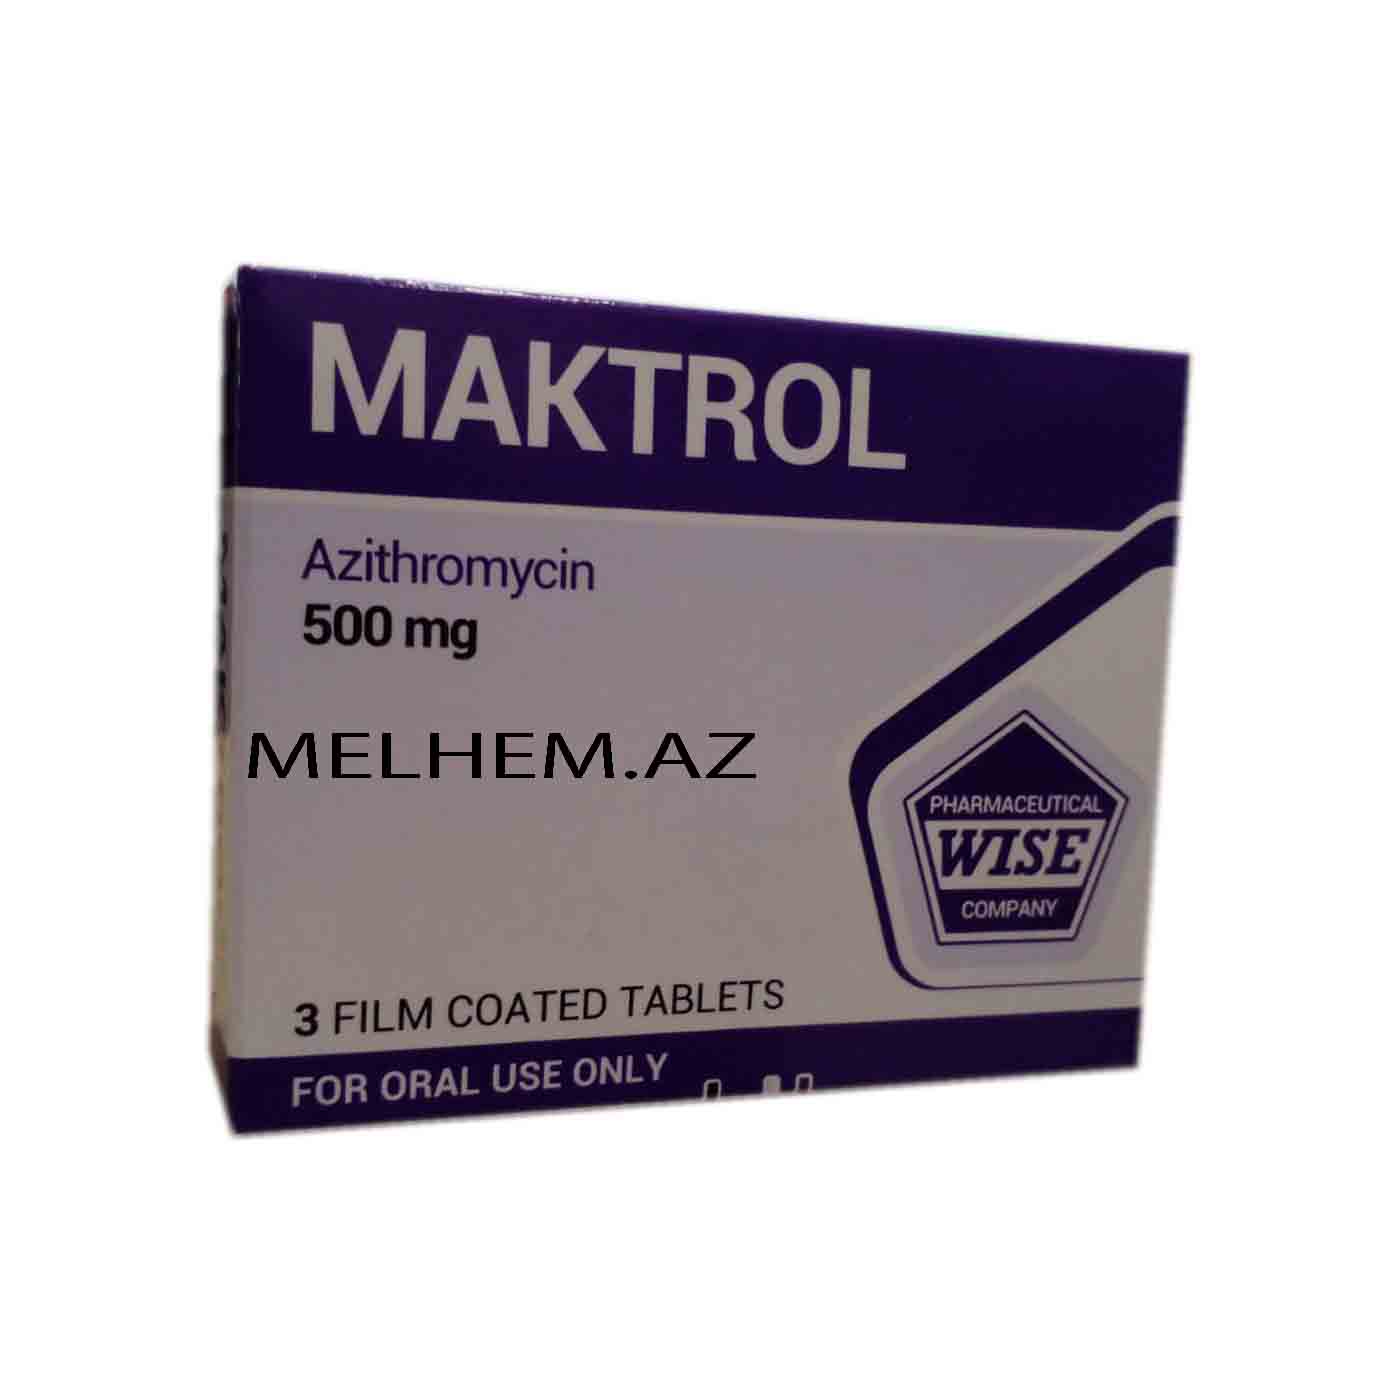 MAKTROL
Azithromycin
500 mg
MELHEM.AZ
PHARMACEUTICAL
WISE
COMPANY
3 FILM COATED TABLETS
FOR ORAL USE ONLY